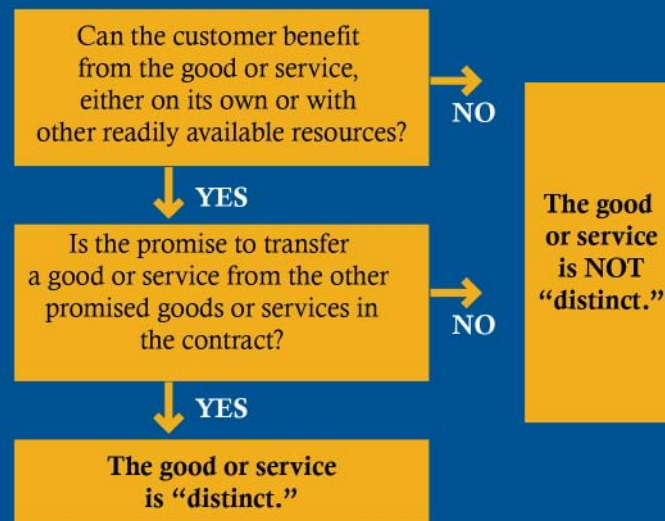 Can the customer benefit
from the good or service,
either on its own or with
other readily available resources?
NO
YES
Is the promise to transfer
a good or service from the other
promised goods or services in
the contract?
NO
YES
The good or service
is “distinct.”
The good
or service
is NOT
“distinct.”